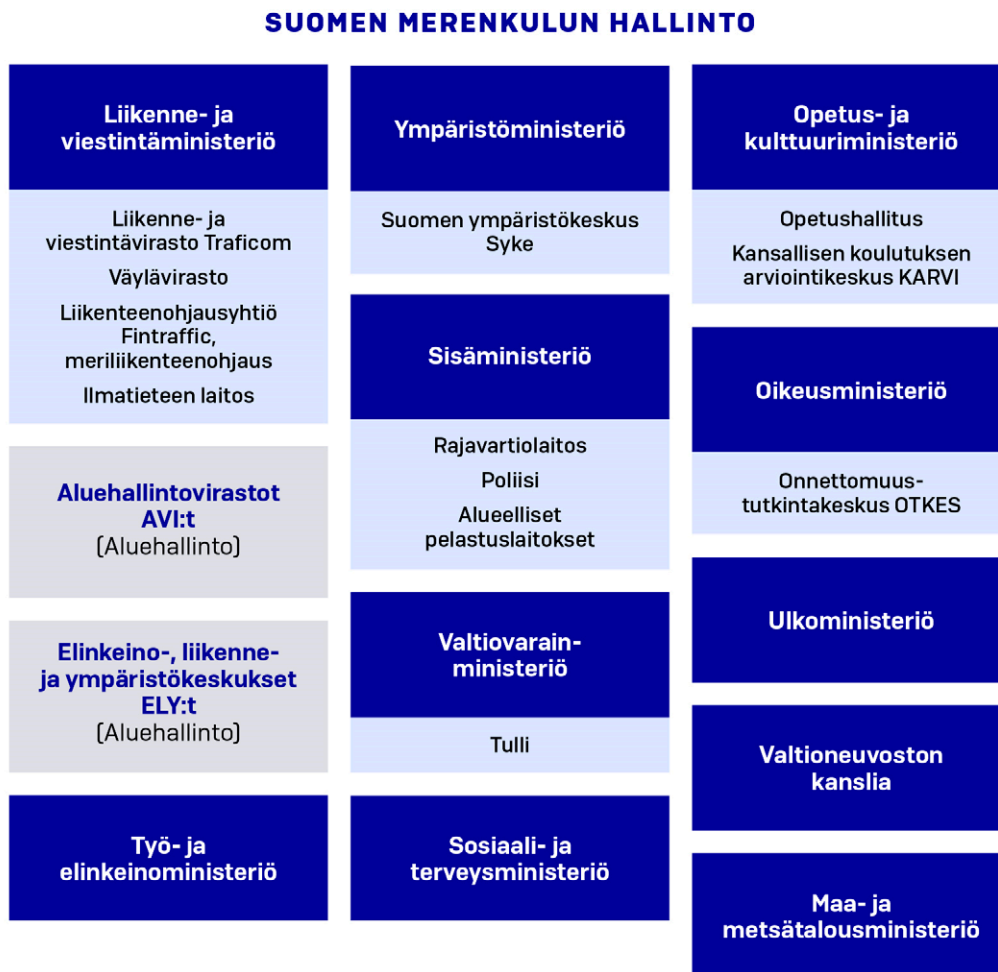 SUOMEN MERENKULUN HALLINTO
Liikenne- ja
viestintäministeriö
Liikenne- ja
viestintävirasto Traficom
Väylävirasto
Liikenteenohjausyhtiö
Fintraffic,
meriliikenteenohjaus
Ilmatieteen laitos
Aluehallintovirastot
AVI:t
(Aluehallinto)
Elinkeino-, liikenne-
ja ympäristökeskukset
ELY:t
(Aluehallinto)
Työ- ja
elinkeinoministeriö
Ympäristöministeriö
Suomen ympäristökeskus
Syke
Sisäministeriö
Rajavartiolaitos
Poliisi
Alueelliset
pelastuslaitokset
Valtiovarain-
ministeriö
Tulli
Sosiaali- ja
terveysministeriö
Opetus- ja
kulttuuriministeriö
Opetushallitus
Kansallisen koulutuksen
arviointikeskus KARVI
Oikeusministeriö
Onnettomuus-
tutkintakeskus OTKES
Ulkoministeriö
Valtioneuvoston
kanslia
Maa- ja
metsätalousministeriö